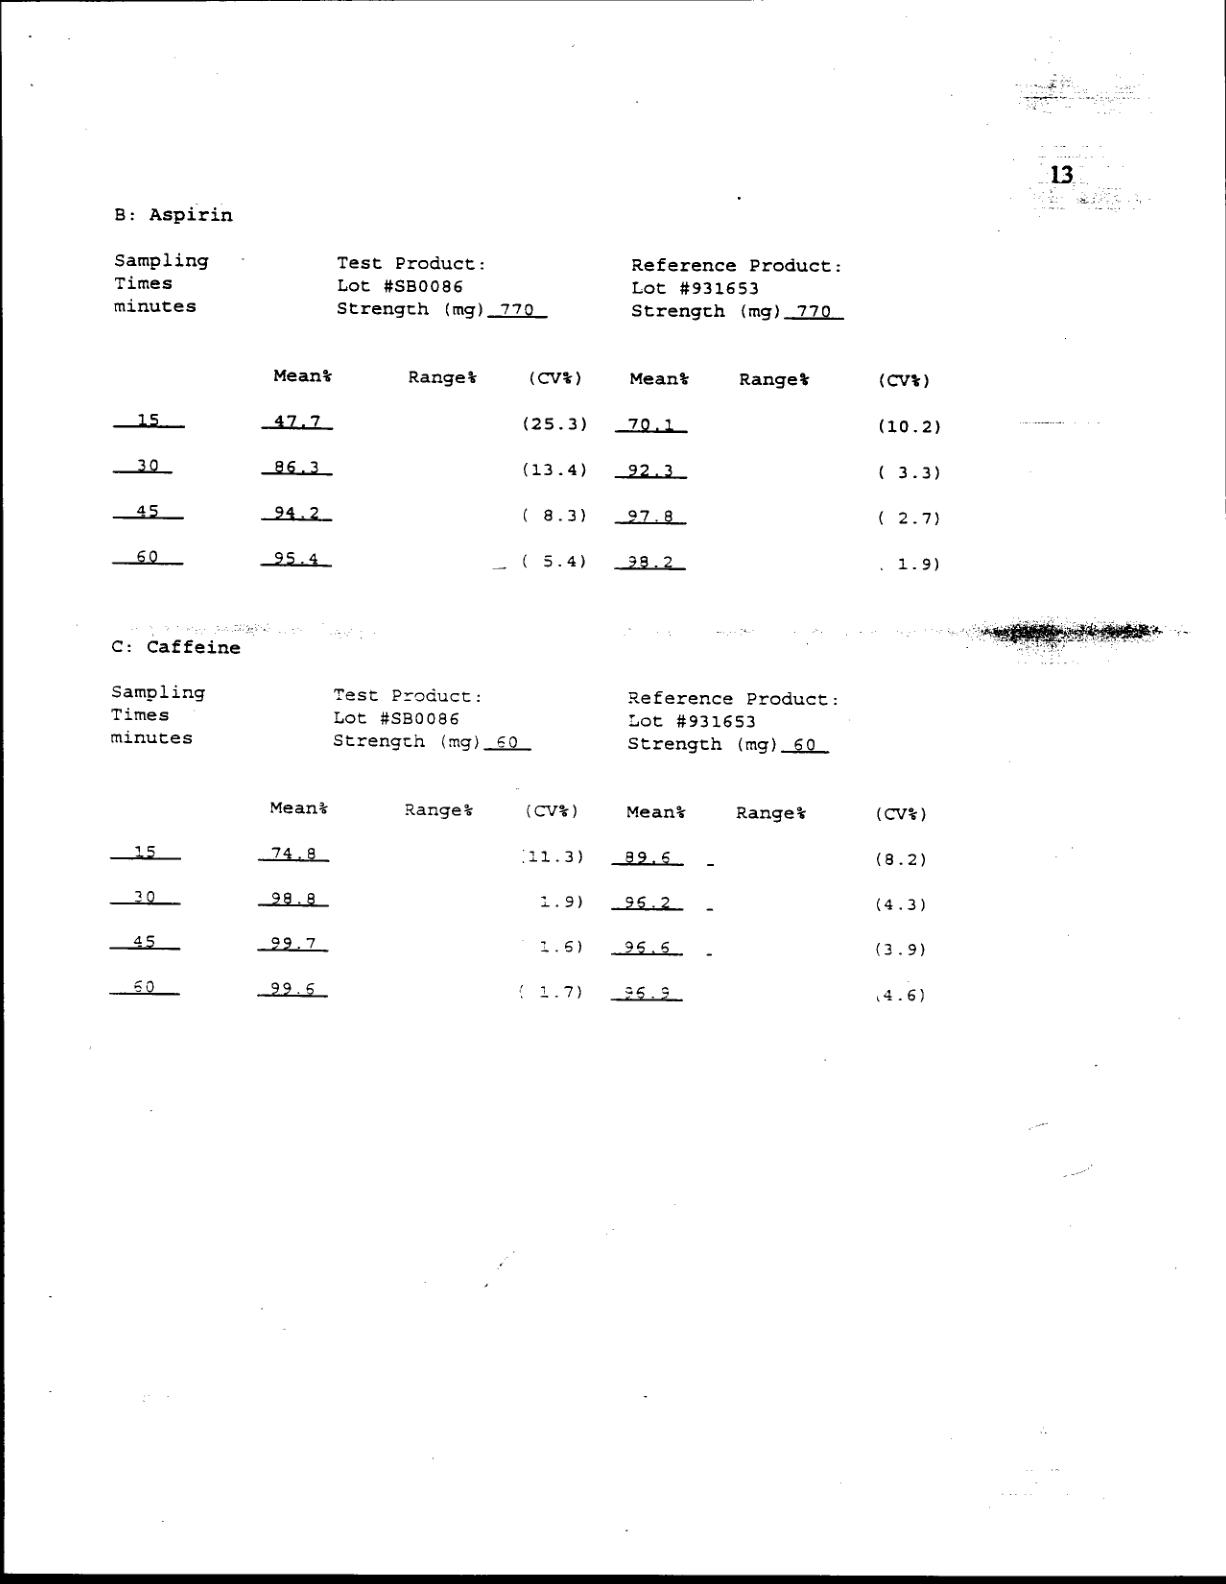 13
B: Aspirin
Sampling Test Product: Reference Product:
Times Lot #SB0086 Lot #931653
minutes Strength (mg) 770 Strength (mg) 770
Mean% Range% (CV%) Mean% Range% (CV%)
15 47.7 (25.3) 70.1 (10.2)
30 86.3 (13.4) 92.3 ( 3.3)
45 94.2 ( 8.3) 97.8 ( 2.7)
60 95.4 ( 5.4) 98.2 1.9)
C: Caffeine
Sampling Test Product: Reference Product:
Times Lot #SB0086 Lot #931653
minutes Strength (mg) 60 Strength (mg) 60
Mean% Range% (CV%) Mean% Range% (CV%)
15 74.8 11.3) 89.6 (8.2)
30 98.8 1.9) 96.2 (4.3)
45 99.7 1.6) 96.6 (3.9)
60 99.6 ( 1.7) 96.9 4.6)